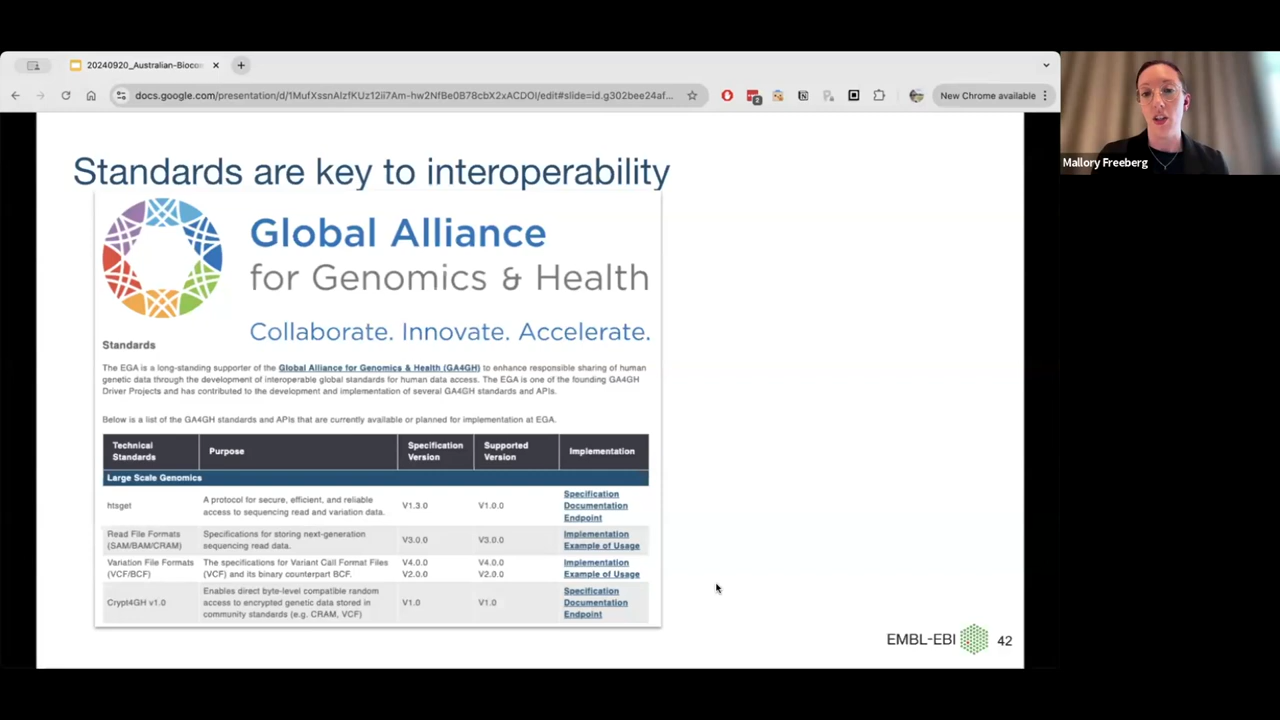 20240920_Australian-Bioco
docs.google.com/presentation/d/1MufXssnAlzfKUz12ii7Am-hw2NfBe0B78cbX2xACDOI/edit#slide=id.g302bee24af...
2
New Chrome available
Mallory Freeberg
Standards are key to interoperability
Global Alliance
for Genomics & Health
Collaborate. Innovate. Accelerate.
Standards
The EGA is a long-standing supporter of the Global Alliance for Genomics & Health (GA4GH) to enhance responsible sharing of human
genetic data through the development of interoperable global standards for human data access. The EGA is one of the founding GA4GH
Driver Projects and has contributed to the development and implementation of several GA4GH standards and APIs.
Below is a list of the GA4GH standards and APIs that are currently available or planned for implementation at EGA.
Technical Standards Purpose Specification Version Supported Version Implementation
Large Scale Genomics
htsget A protocol for secure, efficient, and reliable access to sequencing read and variation data. V1.3.0 V1.0.0 Specification Documentation Endpoint
Read File Formats (SAM/BAM/CRAM) Specifications for storing next-generation sequencing read data. V3.0.0 V3.0.0 Implementation Example of Usage
Variation File Formats (VCF/BCF) The specifications for Variant Call Format Files (VCF) and its binary counterpart BCF. V4.0.0 V2.0.0 V4.0.0 V2.0.0 Implementation Example of Usage
Crypt4GH v1.0 Enables direct byte-level compatible random access to encrypted genetic data stored in community standards (e.g. CRAM, VCF) V1.0 V1.0 Specification Documentation Endpoint
EMBL-EBI
42